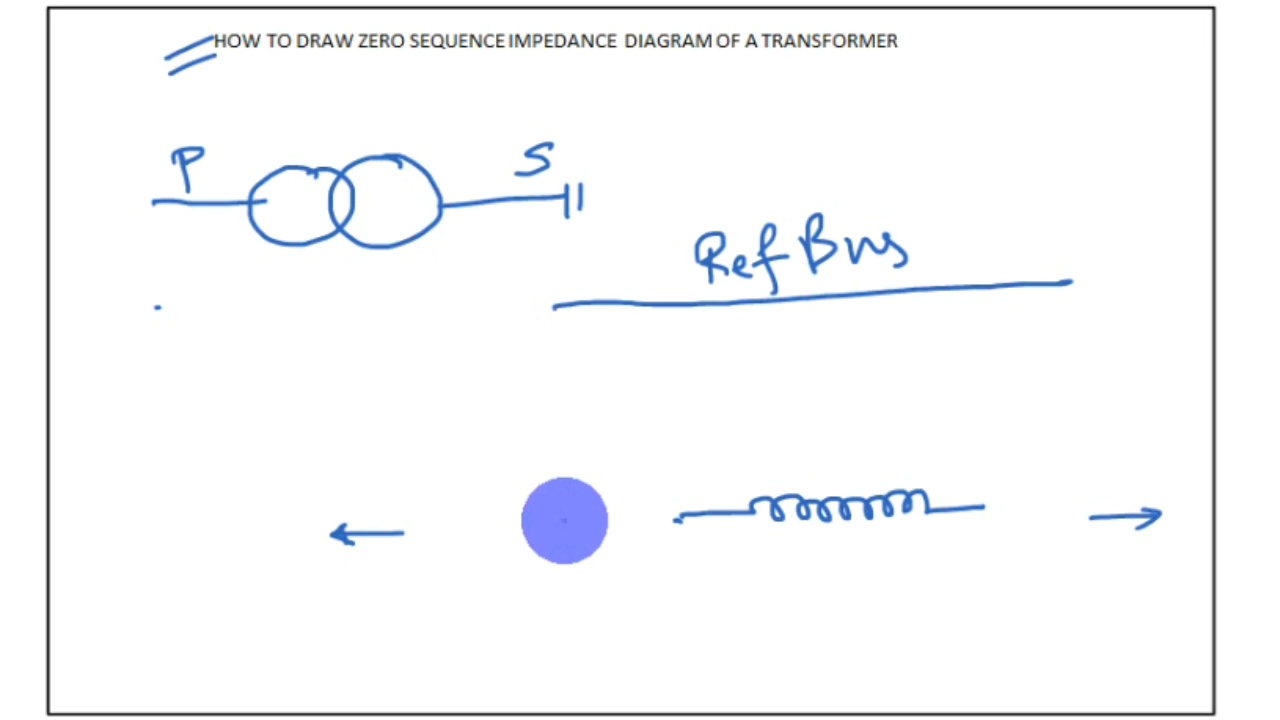 HOW TO DRAW ZERO SEQUENCE IMPEDANCE DIAGRAM OF A TRANSFORMER
P S
Ref Bus